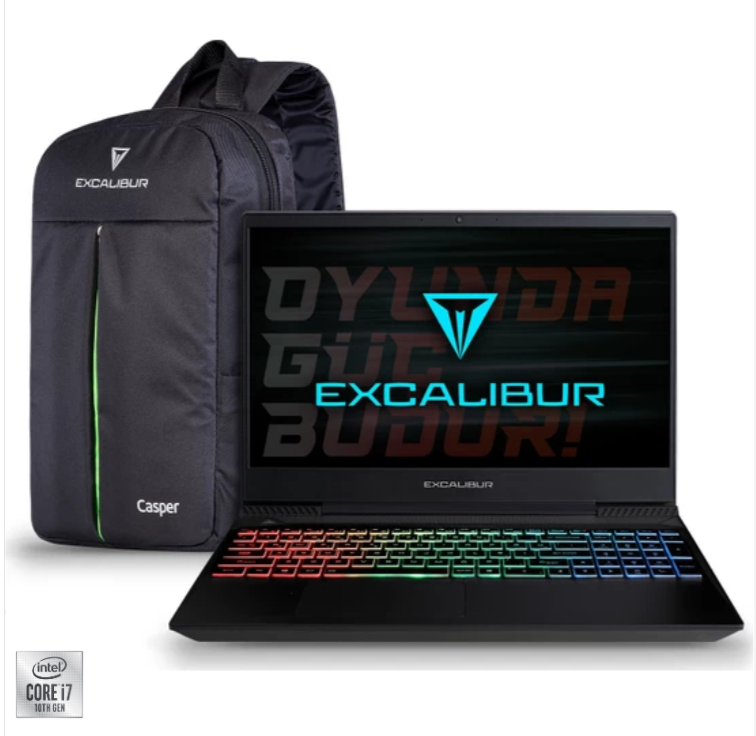 EXCALIBUR
Casper
OYUNDA
GÜÇ
BUDUR!
EXCALIBUR
EXCALIBUR
intel
CORE i7
10TH GEN